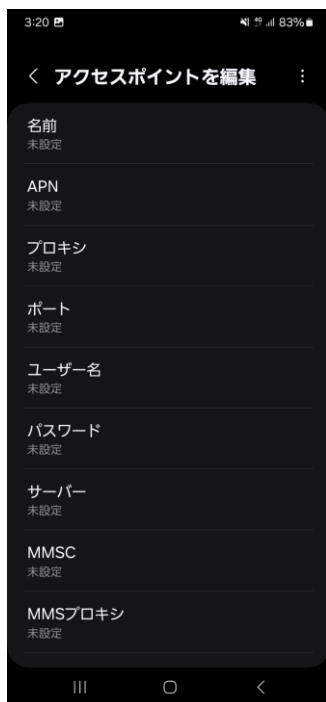 3:20
83%
アクセスポイントを編集
名前
未設定
APN
未設定
プロキシ
未設定
ポート
未設定
ユーザー名
未設定
パスワード
未設定
サーバー
未設定
MMSC
未設定
MMSプロキシ
未設定